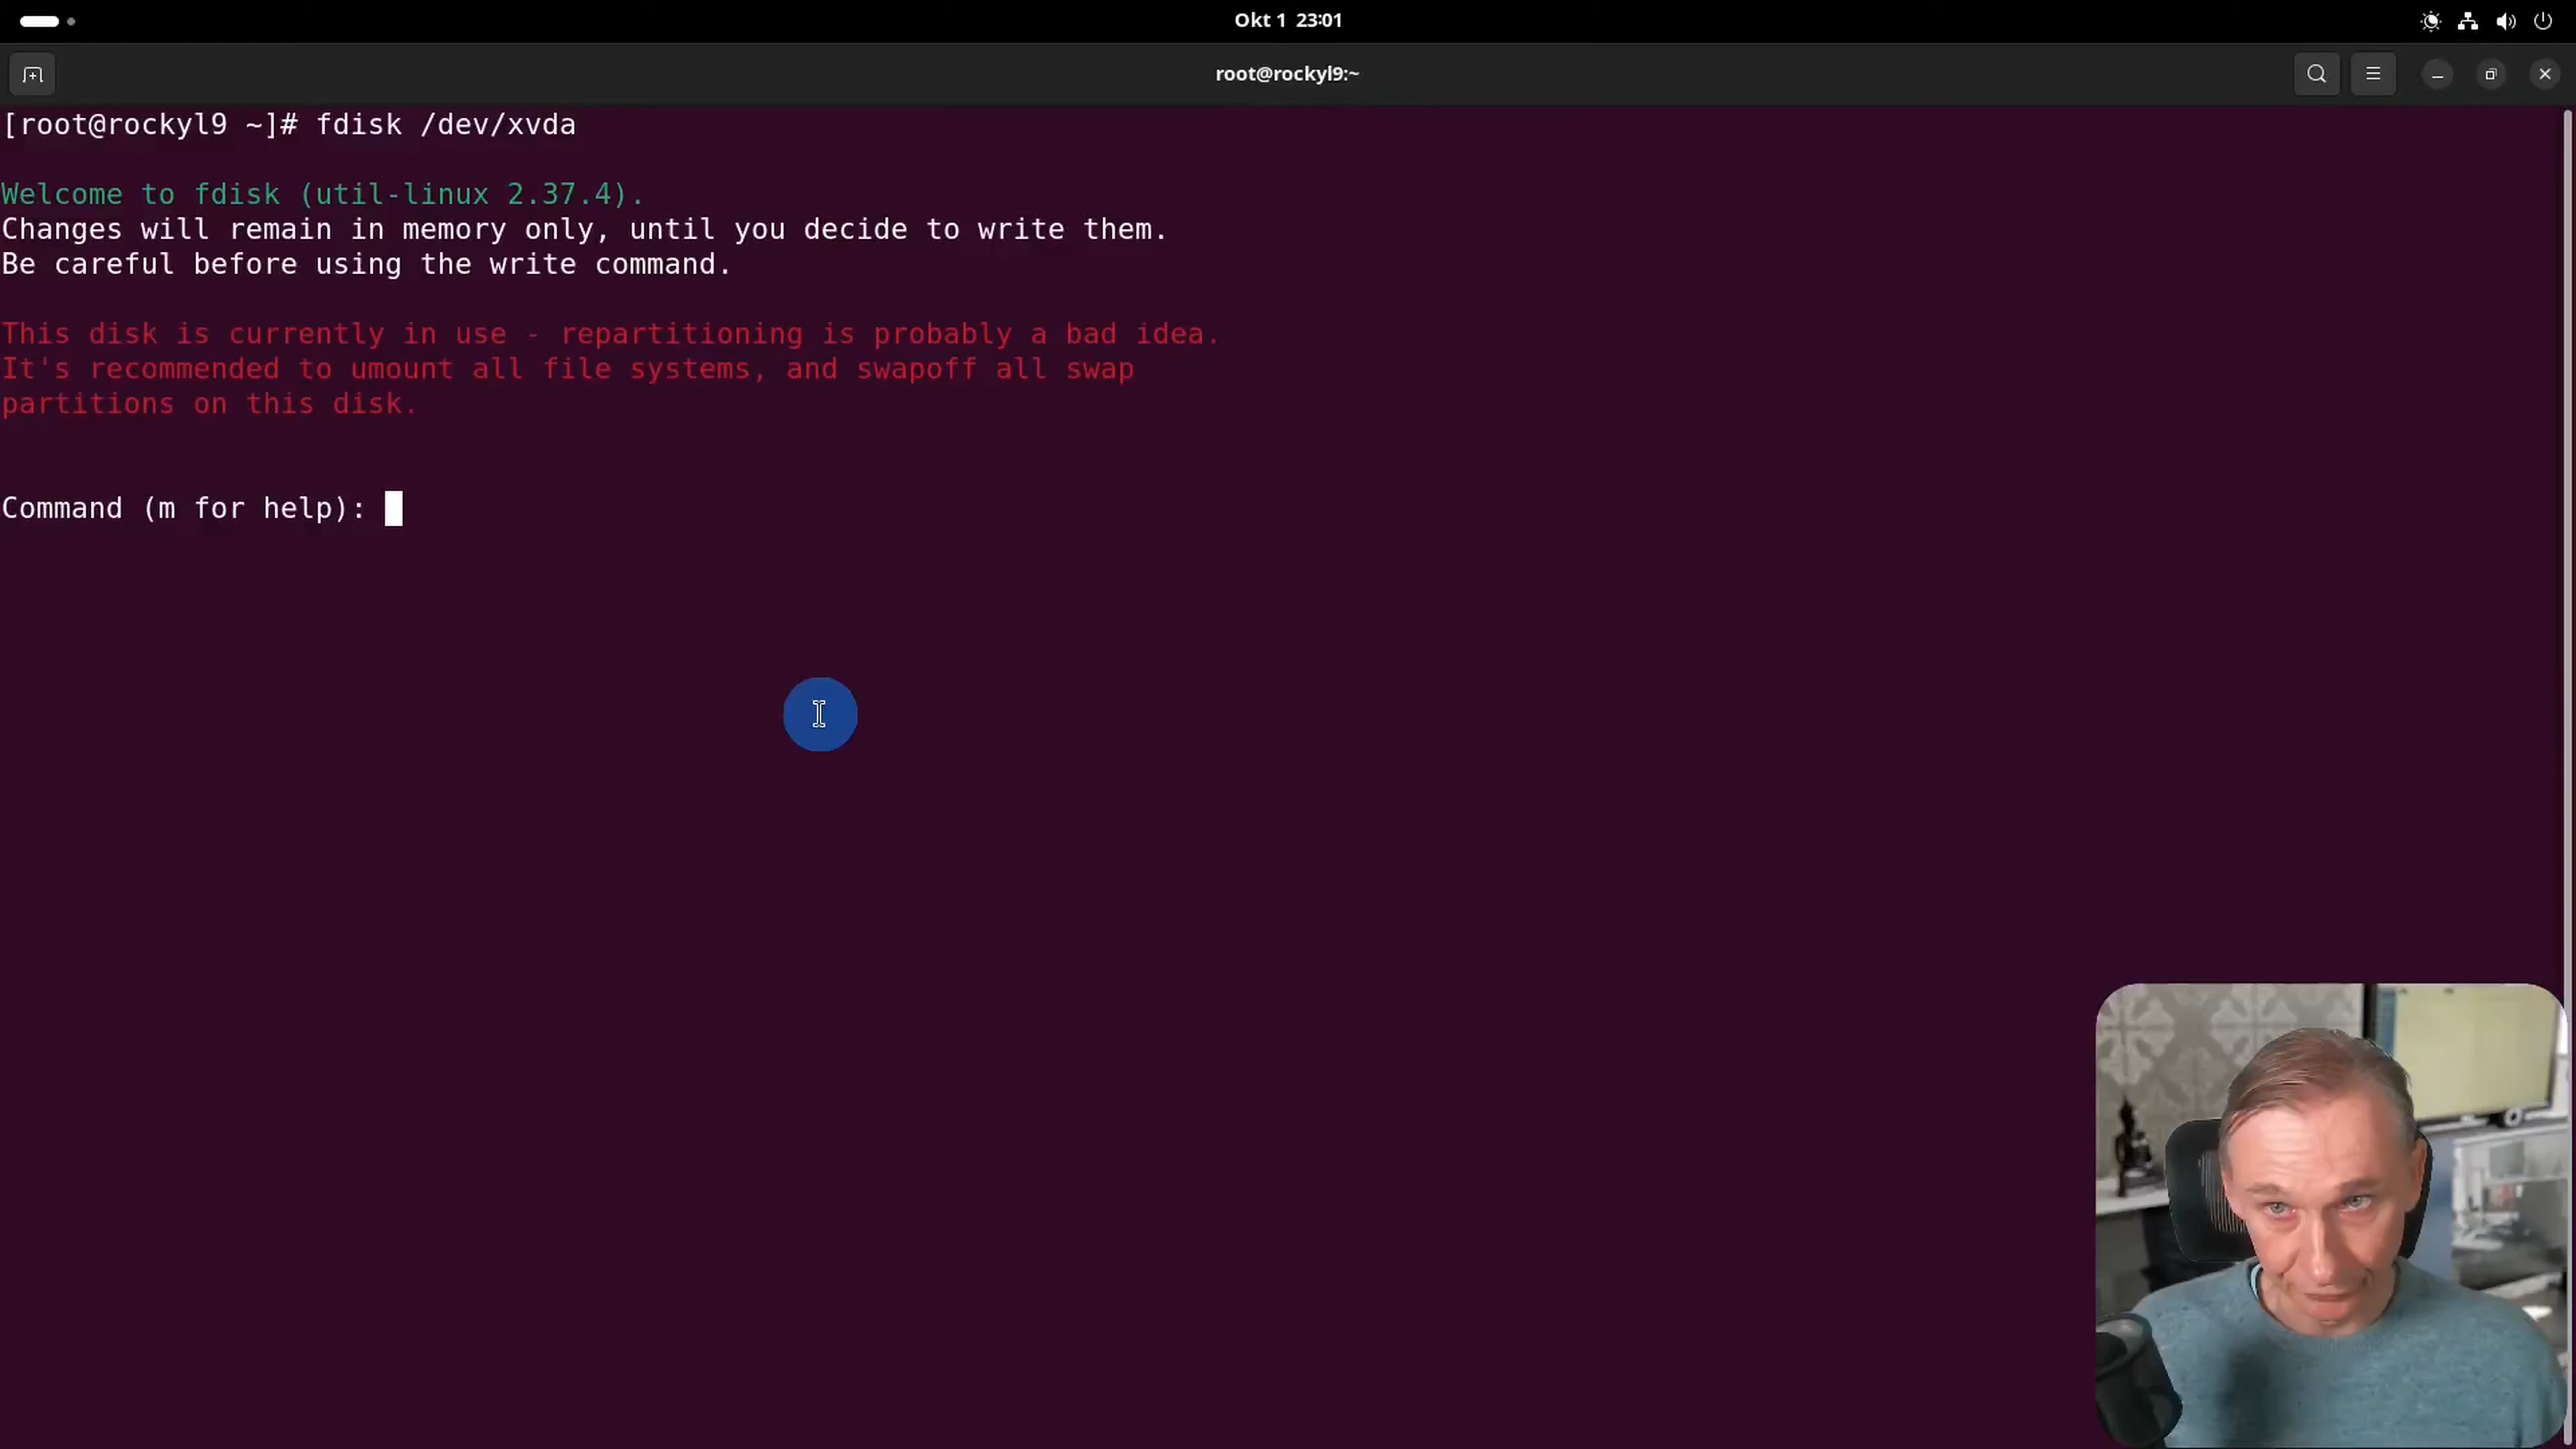 Okt 1 23:01
root@rockyl9:~
[root@rockyl9 ~]# fdisk /dev/xvda
Welcome to fdisk (util-linux 2.37.4).
Changes will remain in memory only, until you decide to write them.
Be careful before using the write command.
This disk is currently in use - repartitioning is probably a bad idea.
It's recommended to umount all file systems, and swapoff all swap
partitions on this disk.
Command (m for help):